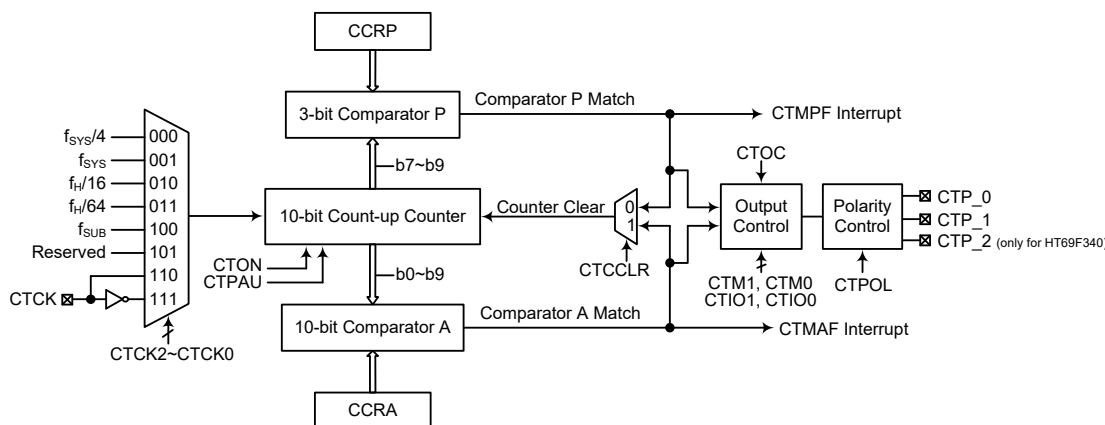 CCRP
3-bit Comparator P
Comparator P Match
CTMPF Interrupt
b7~b9
fSYS/4
000
fSYS
001
fH/16
010
fH/64
011
fSUB
100
Reserved
101
110
CTCK
111
CTCK2~CTCK0
10-bit Count-up Counter
Counter Clear
0
1
CTCCLR
CTON
CTPAU
b0~b9
CTOC
Output
Control
CTM1, CTM0
CTIO1, CTIO0
Polarity
Control
CTPOL
CTP_0
CTP_1
CTP_2 (only for HT69F340)
10-bit Comparator A
Comparator A Match
CTMAF Interrupt
CCRA